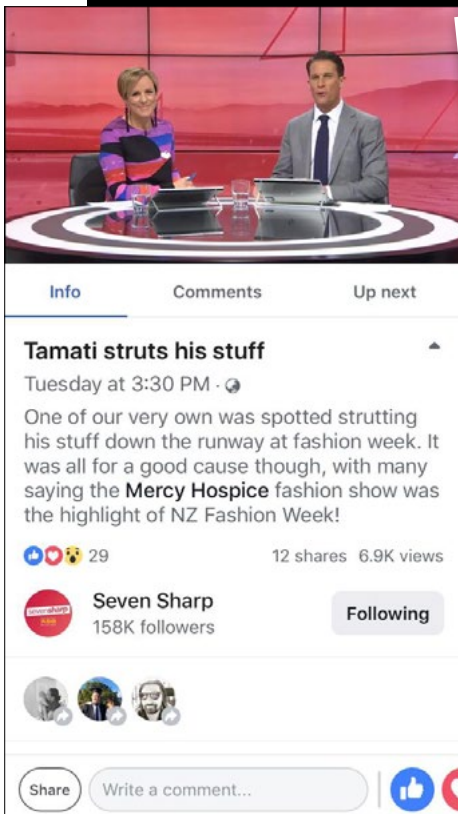 Info Comments Up next
Tamati struts his stuff
Tuesday at 3:30 PM ·
One of our very own was spotted strutting
his stuff down the runway at fashion week. It
was all for a good cause though, with many
saying the Mercy Hospice fashion show was
the highlight of NZ Fashion Week!
29 12 shares 6.9K views
seven sharp
Seven Sharp
158K followers
Following
Share Write a comment...